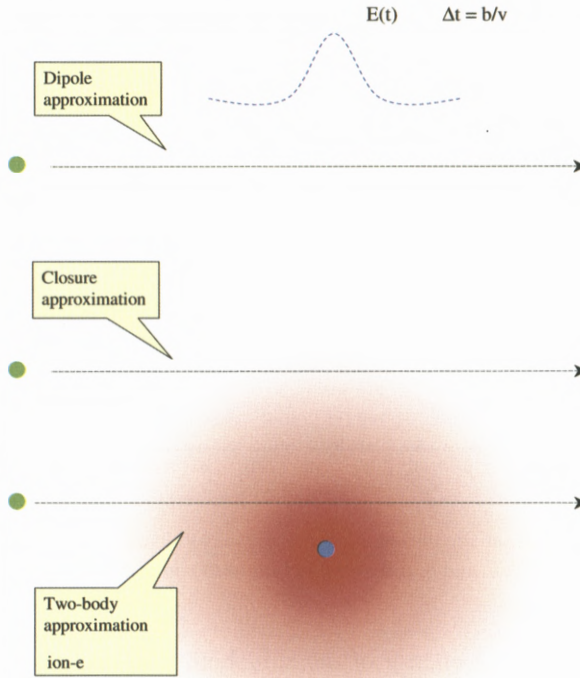 E(t) Δt = b/v
Dipole
approximation
Closure
approximation
Two-body
approximation
ion-e